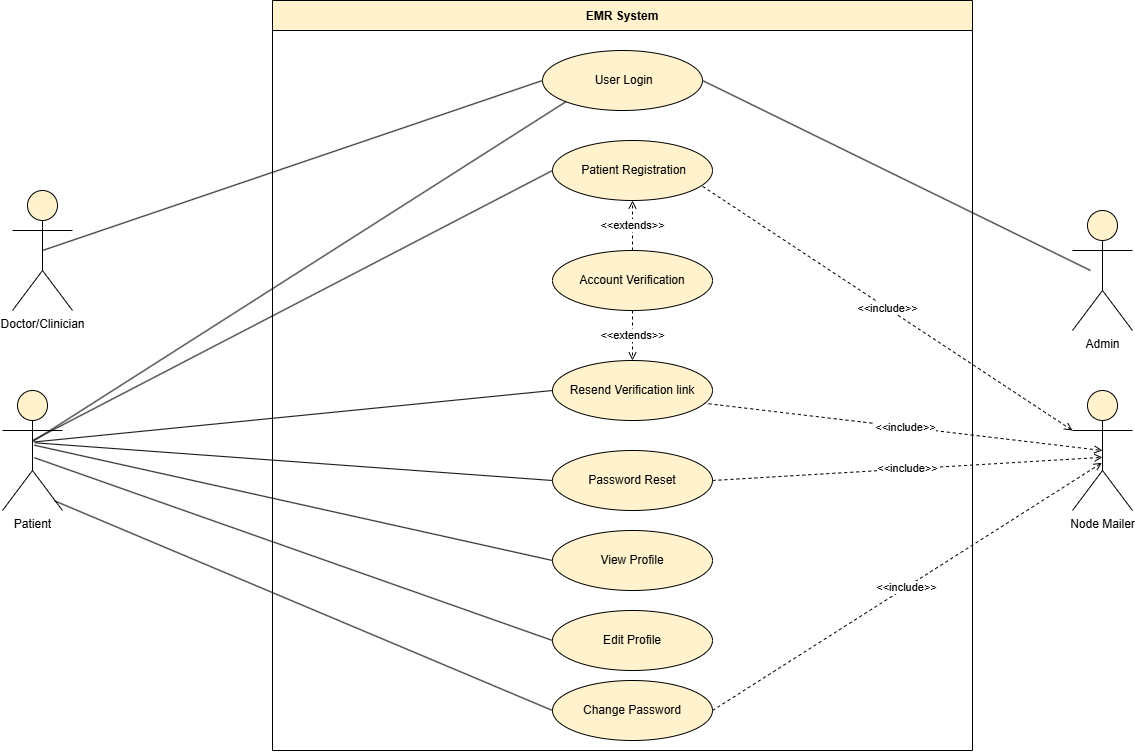 EMR System
User Login
Patient Registration
<<extends>>
Account Verification
<<include>>
Doctor/Clinician
<<extends>>
Admin
Resend Verification link
<<include>>
<<include>>
Password Reset
Patient
Node Mailer
View Profile
<<include>>
Edit Profile
Change Password